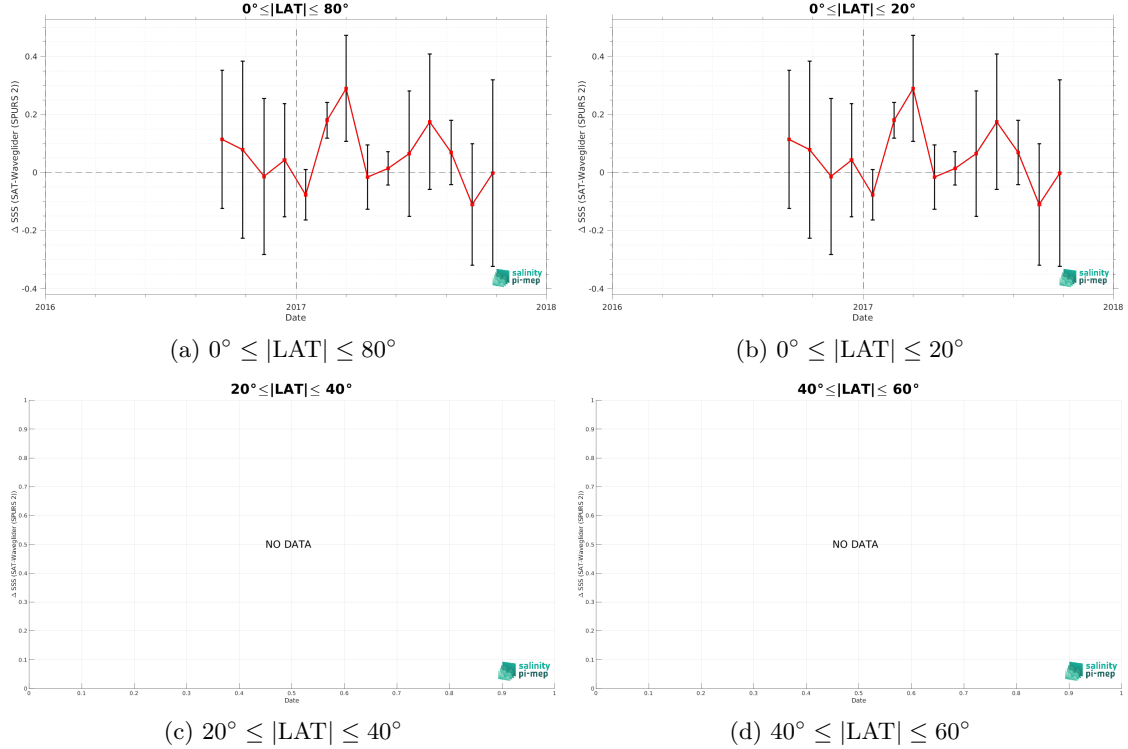 0°≤|LAT|≤ 80°
Δ SSS (SAT-Waveglider (SPURS 2))
0.4
0.2
0
-0.2
-0.4
2016
2017
2018
Date
salinity
pi-mep
(a) 0° ≤ |LAT| ≤ 80°
0°≤|LAT|≤ 20°
Δ SSS (SAT-Waveglider (SPURS 2))
0.4
0.2
0
-0.2
-0.4
2016
2017
2018
Date
salinity
pi-mep
(b) 0° ≤ |LAT| ≤ 20°
20°≤|LAT|≤ 40°
Δ SSS (SAT-Waveglider (SPURS 2))
1
0.9
0.8
0.7
0.6
0.5
0.4
0.3
0.2
0.1
0
NO DATA
0 0.1 0.2 0.3 0.4 0.5 0.6 0.7 0.8 0.9 1
Date
salinity
pi-mep
(c) 20° ≤ |LAT| ≤ 40°
40°≤|LAT|≤ 60°
Δ SSS (SAT-Waveglider (SPURS 2))
1
0.9
0.8
0.7
0.6
0.5
0.4
0.3
0.2
0.1
0
NO DATA
0 0.1 0.2 0.3 0.4 0.5 0.6 0.7 0.8 0.9 1
Date
salinity
pi-mep
(d) 40° ≤ |LAT| ≤ 60°